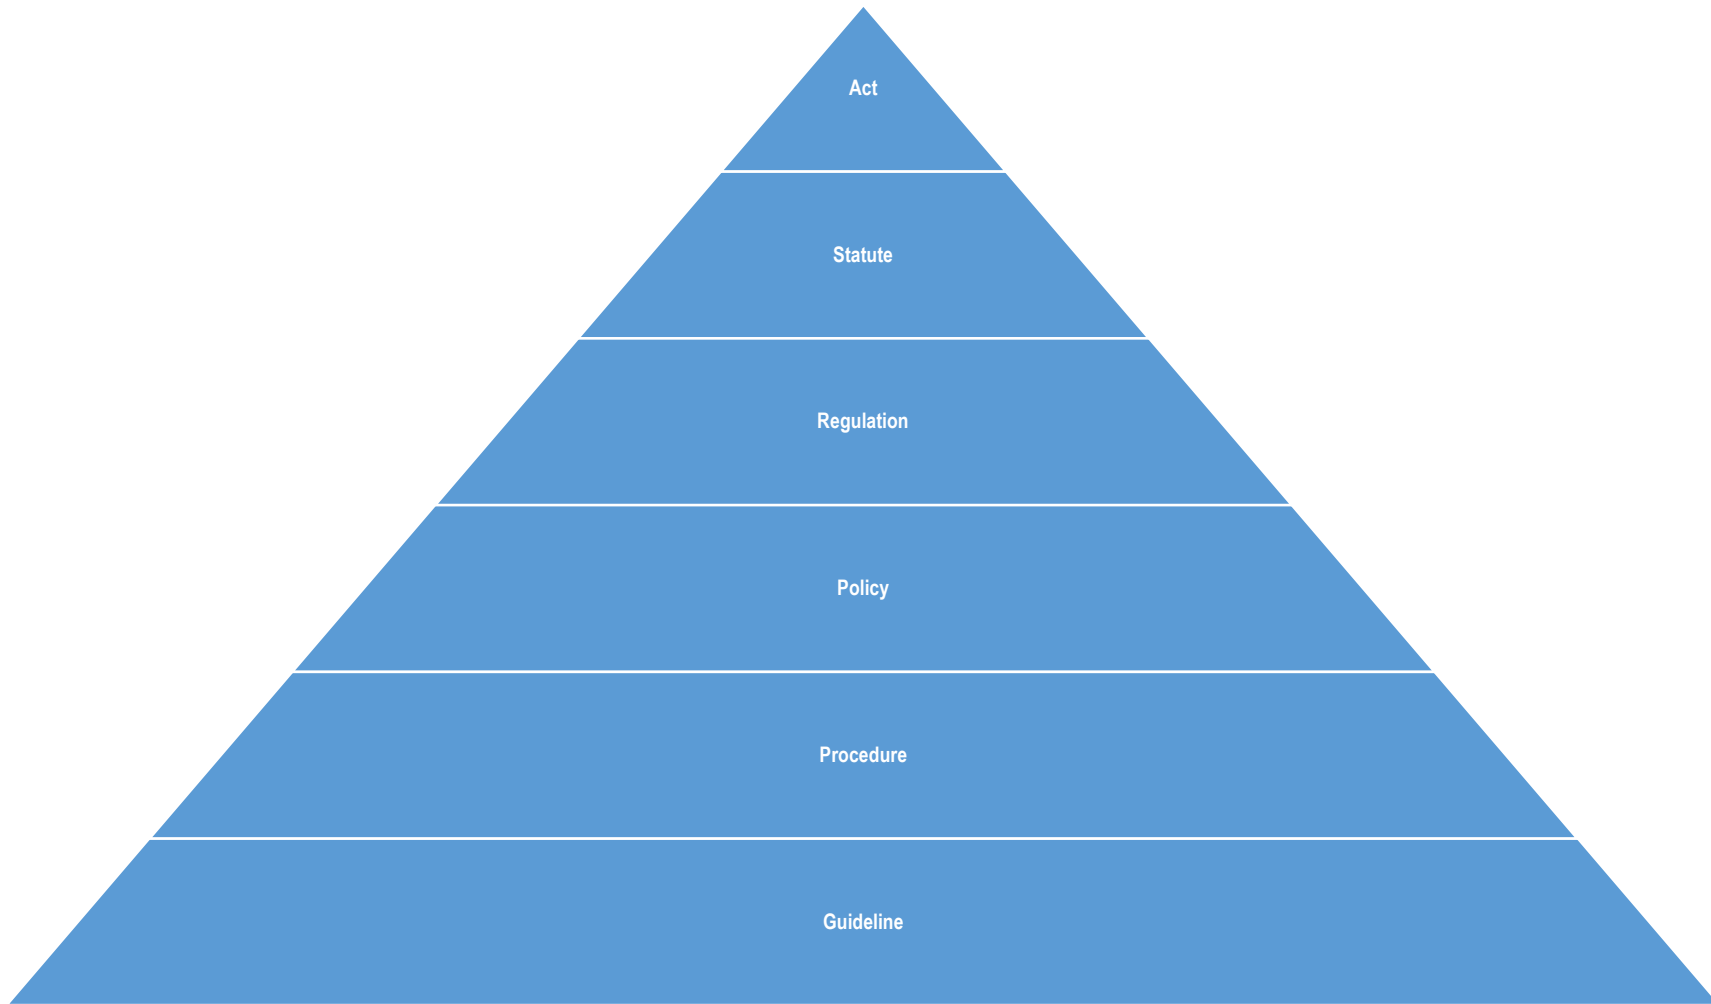 Act
Statute
Regulation
Policy
Procedure
Guideline